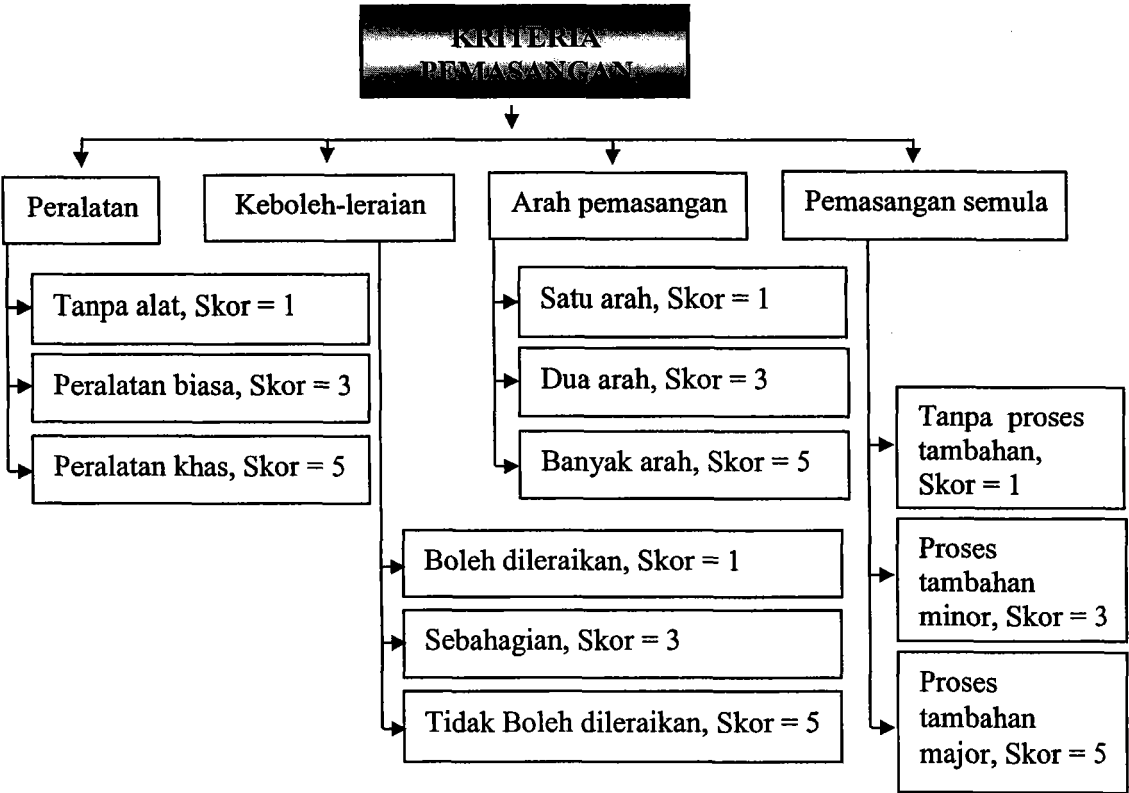 KRITERIA
PEMASANGAN
Peralatan
Keboleh-leraian
Arah pemasangan
Pemasangan semula
Tanpa alat, Skor = 1
Peralatan biasa, Skor = 3
Peralatan khas, Skor = 5
Boleh dileraikan, Skor = 1
Sebahagian, Skor = 3
Tidak Boleh dileraikan, Skor = 5
Satu arah, Skor = 1
Dua arah, Skor = 3
Banyak arah, Skor = 5
Tanpa proses
tambahan,
Skor = 1
Proses
tambahan
minor, Skor = 3
Proses
tambahan
major, Skor = 5